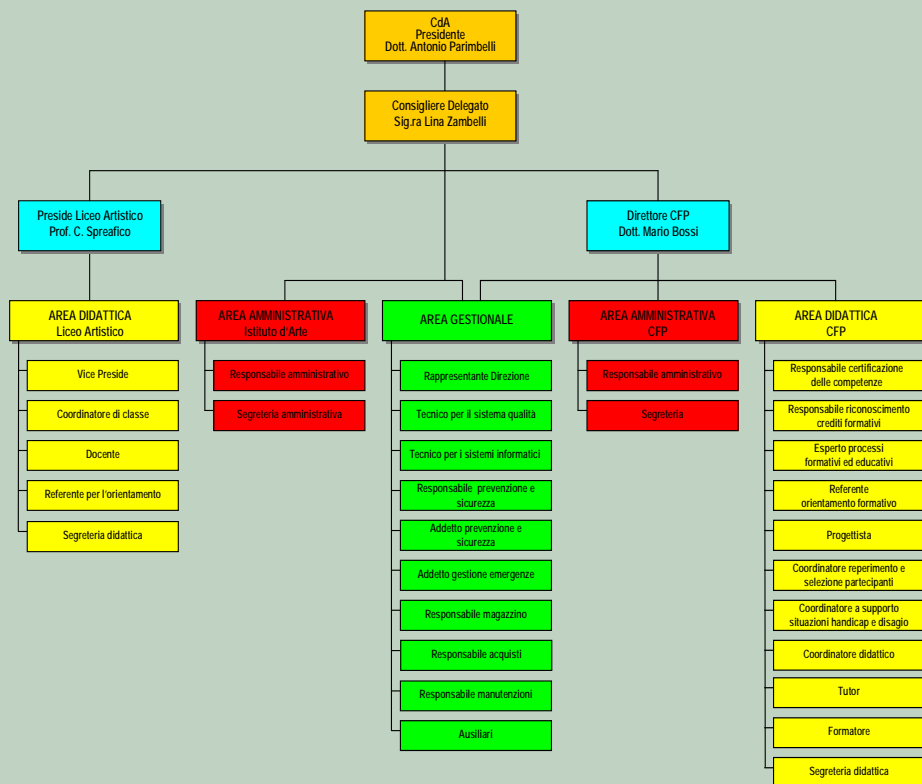 CdA
Presidente
Dott. Antonio Parimbelli
Consigliere Delegato
Sig.ra Lina Zambelli
Preside Liceo Artistico
Prof. C. Spreafico
Direttore CFP
Dott. Mario Bossi
AREA DIDATTICA
Liceo Artistico
Vice Preside
Coordinatore di classe
Docente
Referente per l'orientamento
Segreteria didattica
AREA AMMINISTRATIVA
Istituto d'Arte
Responsabile amministrativo
Segreteria amministrativa
AREA GESTIONALE
Rappresentante Direzione
Tecnico per il sistema qualità
Tecnico per i sistemi informatici
Responsabile prevenzione e
sicurezza
Addetto prevenzione e
sicurezza
Addetto gestione emergenze
Responsabile magazzino
Responsabile acquisti
Responsabile manutenzioni
Ausiliari
AREA AMMINISTRATIVA
CFP
Responsabile amministrativo
Segreteria
AREA DIDATTICA
CFP
Responsabile certificazione
delle competenze
Responsabile riconoscimento
crediti formativi
Esperto processi
formativi ed educativi
Referente
orientamento formativo
Progettista
Coordinatore reperimento e
selezione partecipanti
Coordinatore a supporto
situazioni handicap e disagio
Coordinatore didattico
Tutor
Formatore
Segreteria didattica